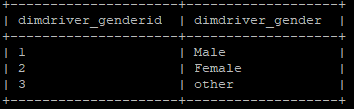 +---------------------+-------------------+
| dimdriver_genderid  | dimdriver_gender  |
+---------------------+-------------------+
| 1                   | Male              |
| 2                   | Female            |
| 3                   | other             |
+---------------------+-------------------+